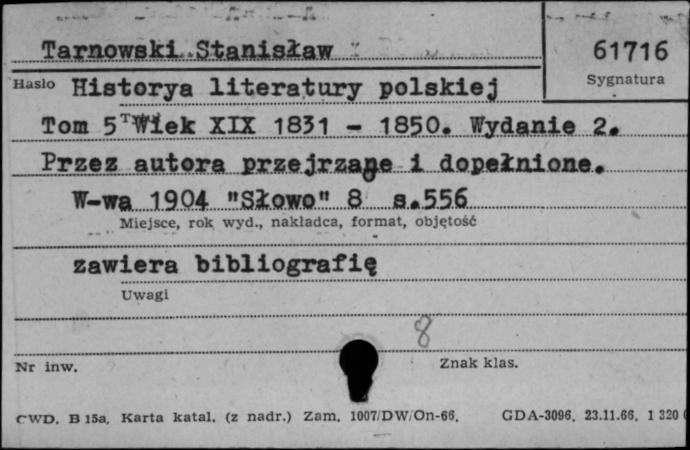 Tarnowski Stanisław
61716
Sygnatura
Hasło Historya literatury polskiej
Tom 5 Wiek XIX 1831 - 1850. Wydanie 2.
Przez autora przejrzane i dopełnione.
W-wa 1904 "Słowo" 8 s.556
Miejsce, rok wyd., nakładca, format, objętość
zawiera bibliografię
Uwagi
8
Nr inw.
Znak klas.
CWD. B 15a. Karta katal. (z nadr.) Zam. 1007/DW/On-66. GDA-3096. 23.11.66. 1 320